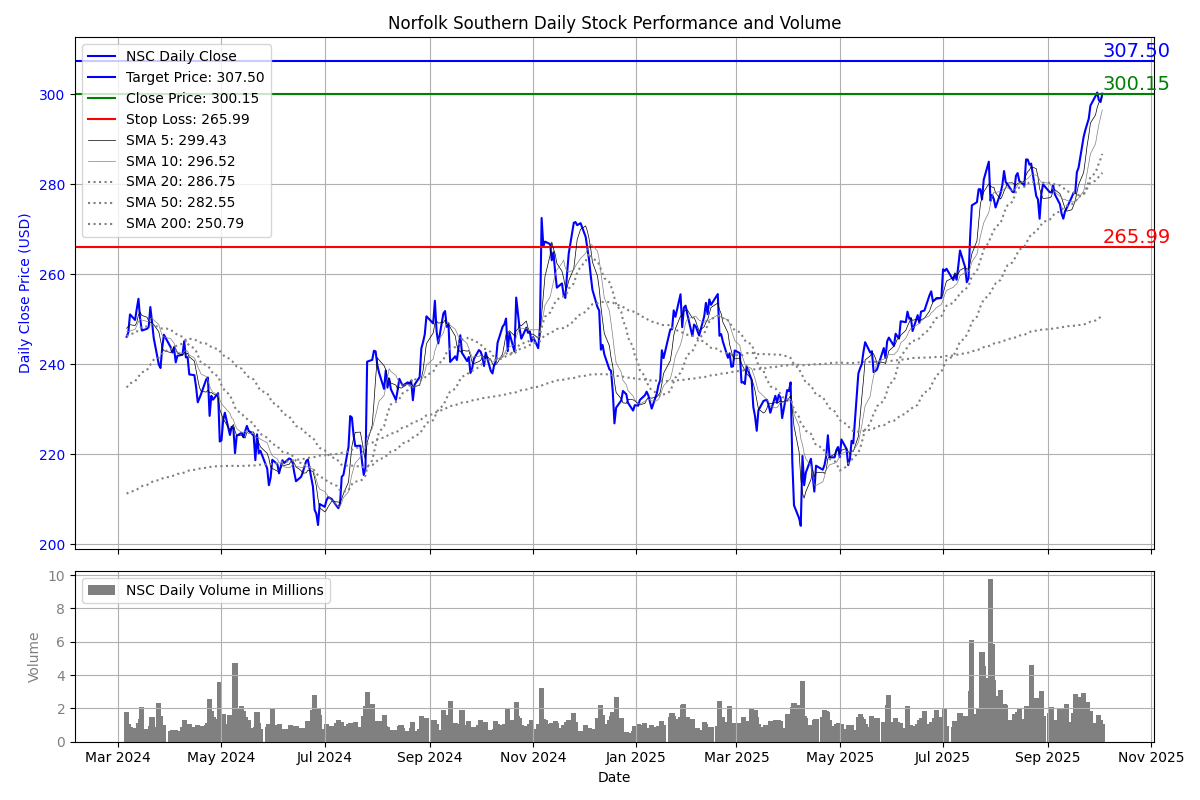 Norfolk Southern Daily Stock Performance and Volume
NSC Daily Close
Target Price: 307.50
Close Price: 300.15
Stop Loss: 265.99
SMA 5: 299.43
SMA 10: 296.52
SMA 20: 286.75
SMA 50: 282.55
SMA 200: 250.79
307.50
300.15
265.99
Daily Close Price (USD)
300
280
260
240
220
200
NSC Daily Volume in Millions
Volume
10
8
6
4
2
0
Mar 2024
May 2024
Jul 2024
Sep 2024
Nov 2024
Jan 2025
Mar 2025
May 2025
Jul 2025
Sep 2025
Nov 2025
Date